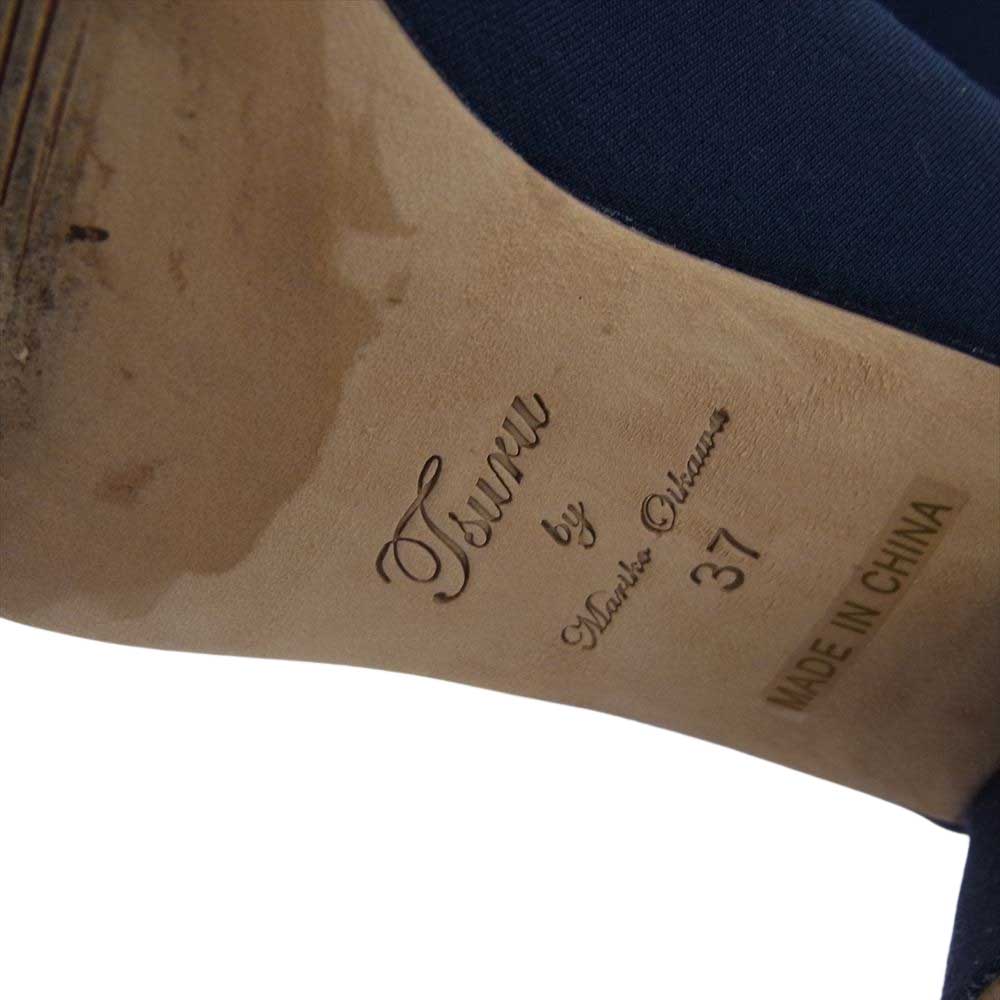 Tsuru
by
Mariko Oikawa
37
MADE IN CHINA